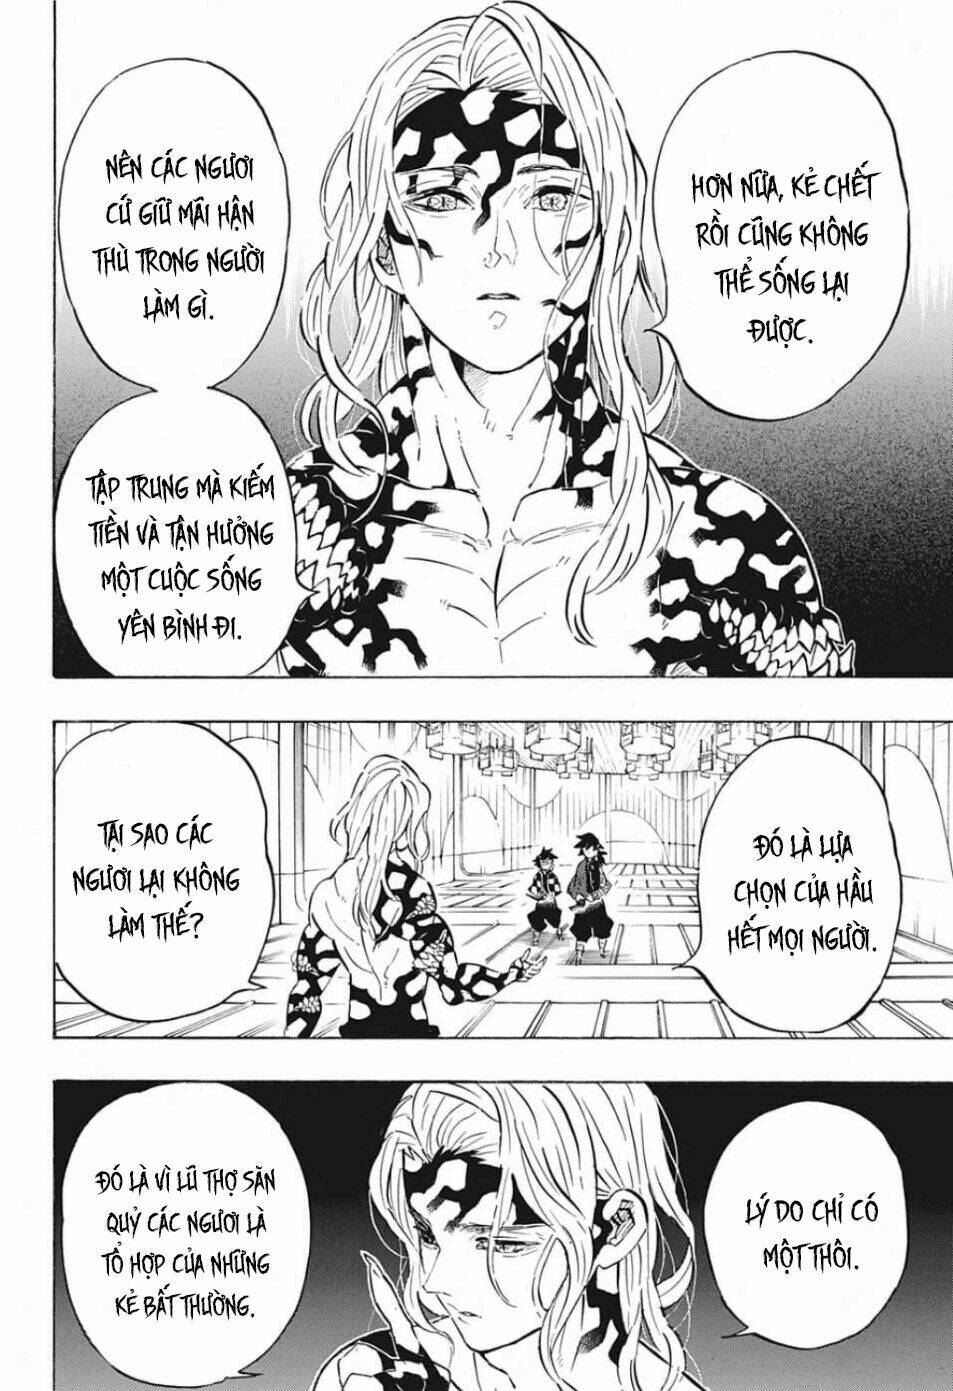 HƠN NỮA, KẺ CHẾT
RỒI CŨNG KHÔNG
THỂ SỐNG LẠI
ĐƯỢC.
NÊN CÁC NGƯƠI
CỨ GIỮ MÃI HẬN
THÙ TRONG NGƯỜI
LÀM GÌ.
TẬP TRUNG MÀ KIẾM
TIỀN VÀ TẬN HƯỞNG
MỘT CUỘC SỐNG
YÊN BÌNH ĐI.
ĐÓ LÀ LỰA
CHỌN CỦA HẦU
HẾT MỌI NGƯỜI.
TẠI SAO CÁC
NGƯƠI LẠI KHÔNG
LÀM THẾ?
LÝ DO CHỈ CÓ
MỘT THÔI.
ĐÓ LÀ VÌ LŨ THỢ SĂN
QUỶ CÁC NGƯƠI LÀ
TỔ HỢP CỦA NHỮNG
KẺ BẤT THƯỜNG.